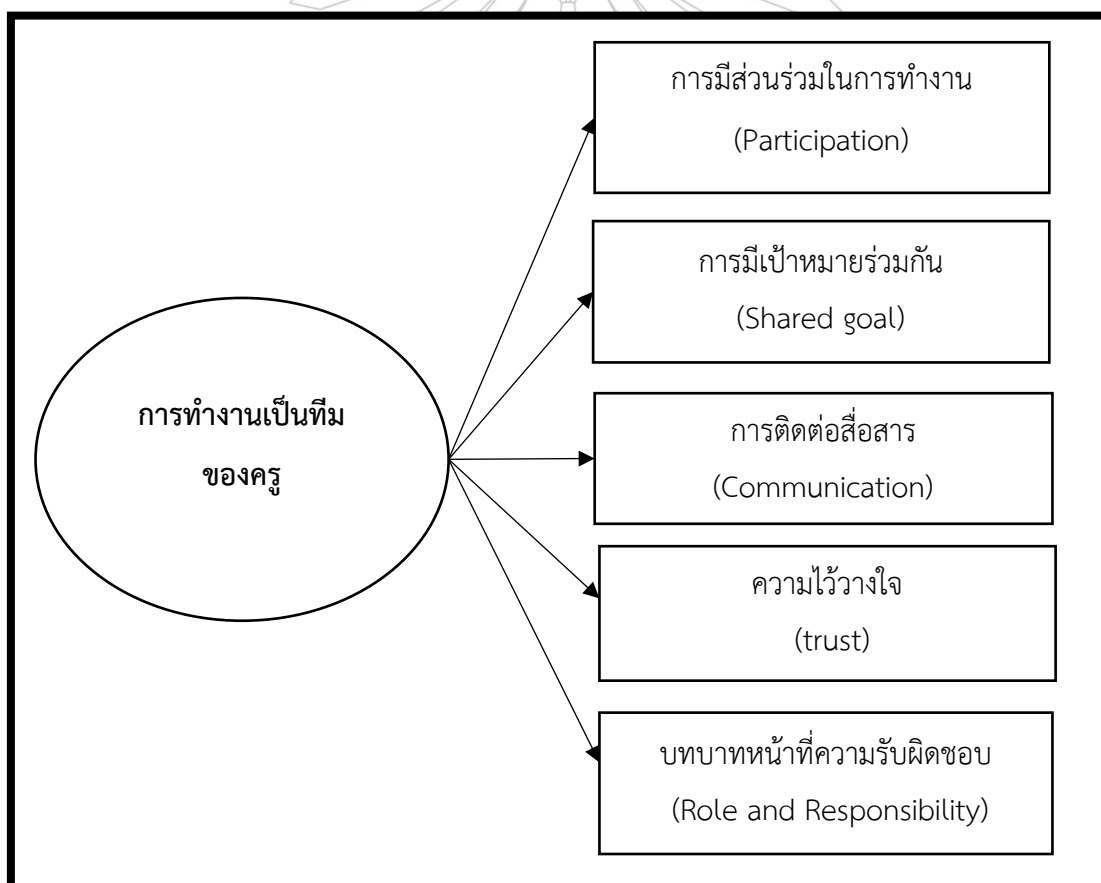 การมีส่วนร่วมในการทำงาน
(Participation)
การมีเป้าหมายร่วมกัน
(Shared goal)
การทำงานเป็นทีม
ของครู
การติดต่อสื่อสาร
(Communication)
ความไว้วางใจ
(trust)
บทบาทหน้าที่ความรับผิดชอบ
(Role and Responsibility)